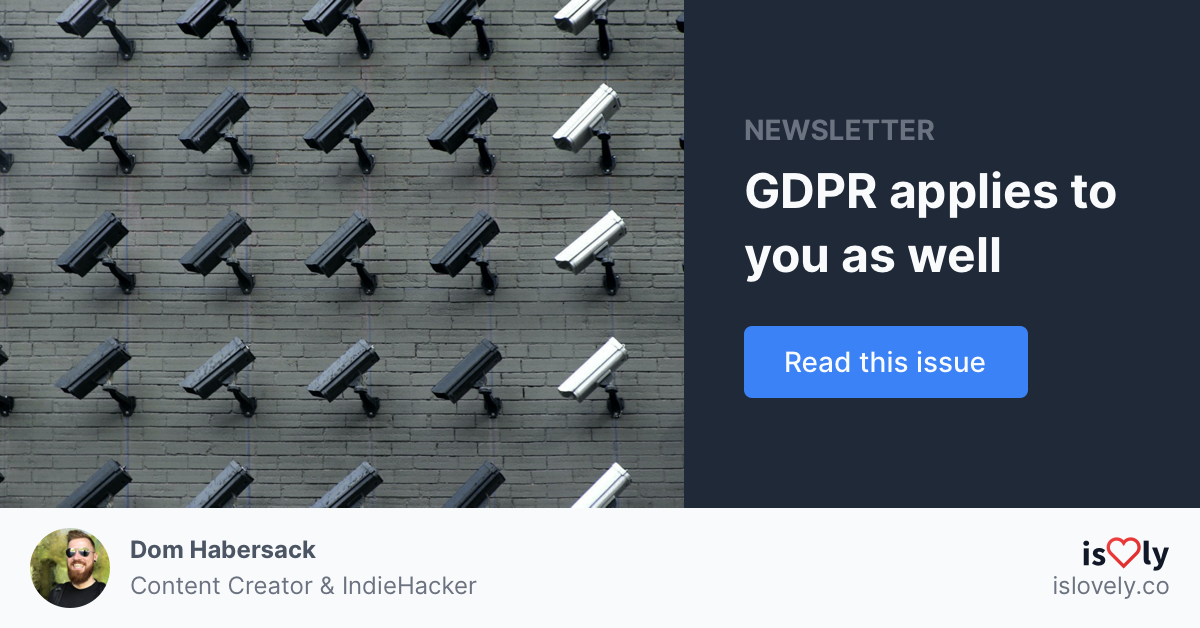 NEWSLETTER
GDPR applies to
you as well
Read this issue
Dom Habersack
Content Creator & IndieHacker
is ly
islovely.co